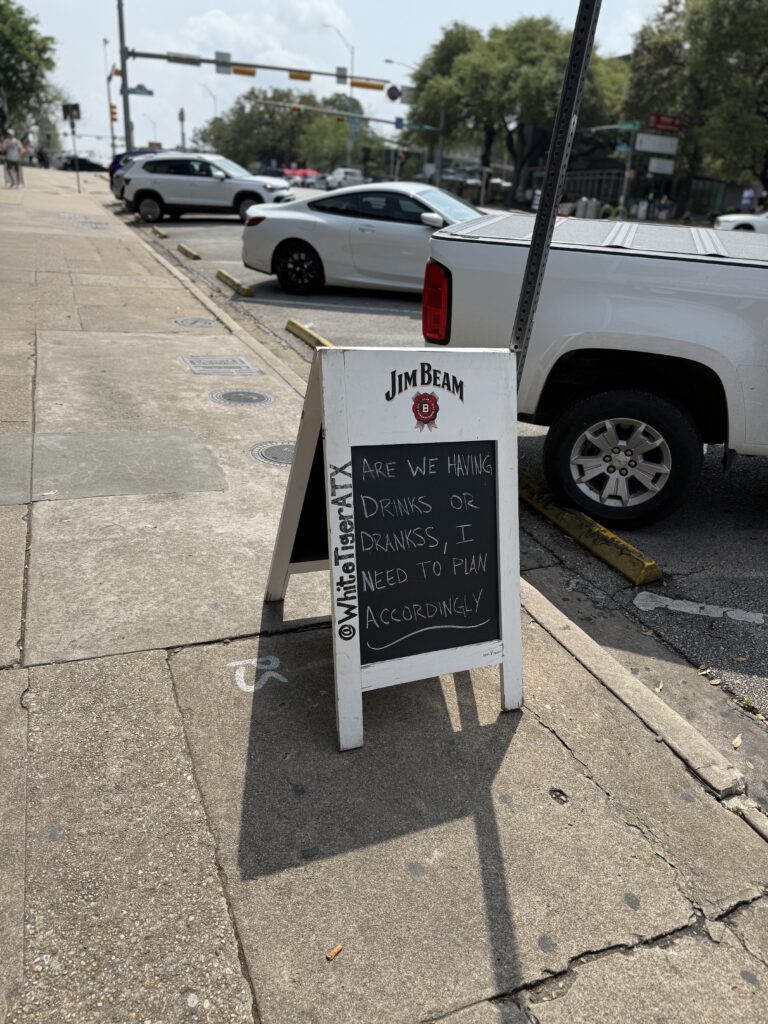 JIM BEAM
B
@WhiteTigerATX
ARE WE HAVING
DRINKS OR
DRANKSS, I
NEED TO PLAN
ACCORDINGLY